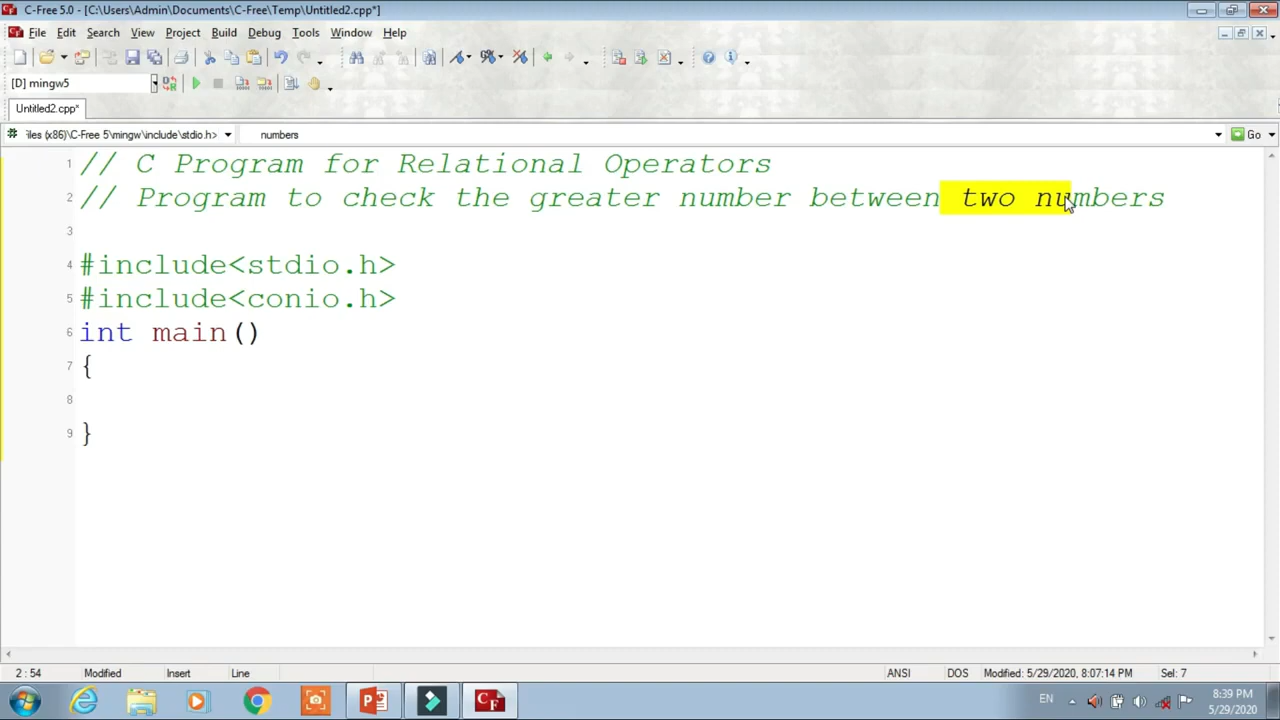 C-Free 5.0 - [C:\Users\Admin\Documents\C-Free\Temp\Untitled2.cpp*]
File Edit Search View Project Build Debug Tools Window Help
[D] mingw5
Untitled2.cpp*
iles (x86)\C-Free 5\mingw\include\stdio.h> numbers Go
1 // C Program for Relational Operators
2 // Program to check the greater number between two numbers
3
4 #include<stdio.h>
5 #include<conio.h>
6 int main()
7 {
8
9 }
2 : 54 Modified Insert Line ANSI DOS Modified: 5/29/2020, 8:07:14 PM Sel: 7
EN 8:39 PM
5/29/2020